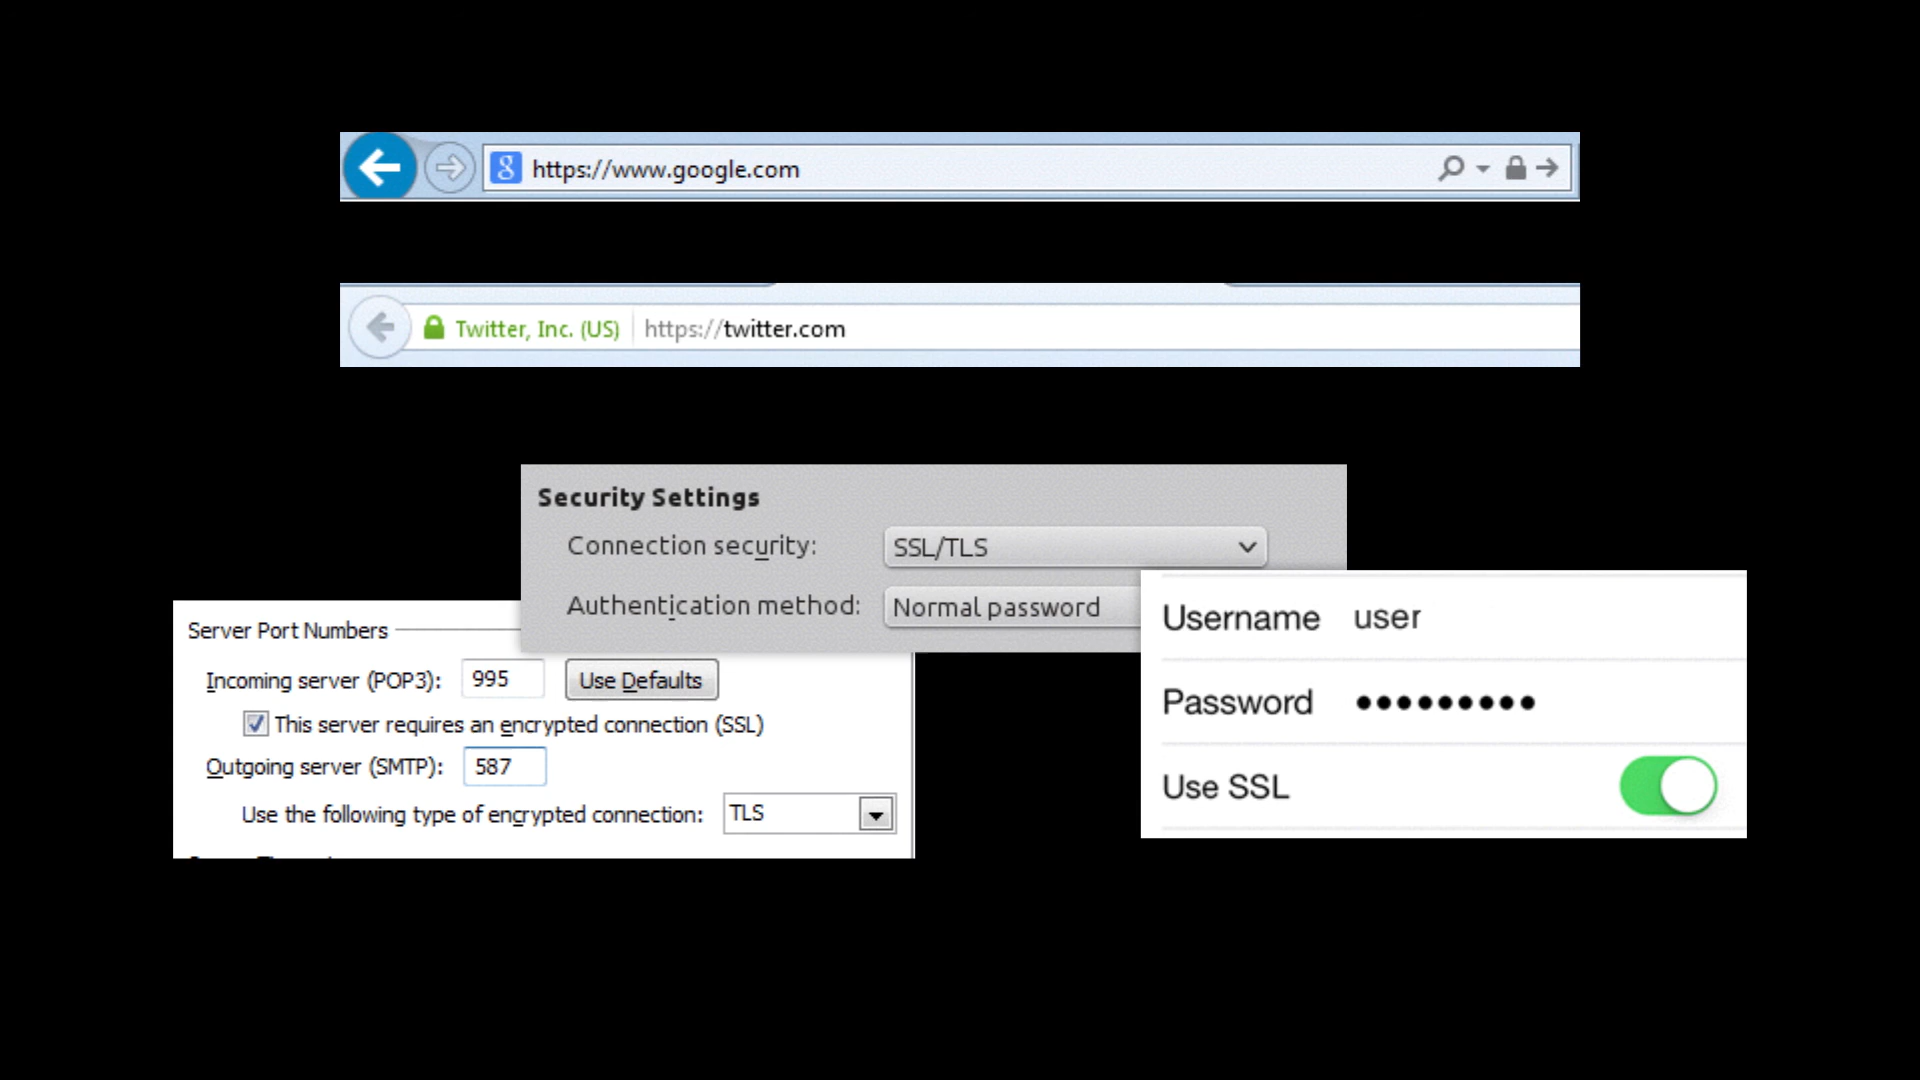 https://www.google.com
Twitter, Inc. (US) https://twitter.com
Security Settings
Connection security: SSL/TLS
Authentication method: Normal password
Server Port Numbers
Incoming server (POP3): 995 Use Defaults
This server requires an encrypted connection (SSL)
Outgoing server (SMTP): 587
Use the following type of encrypted connection: TLS
Username user
Password •••••••••
Use SSL